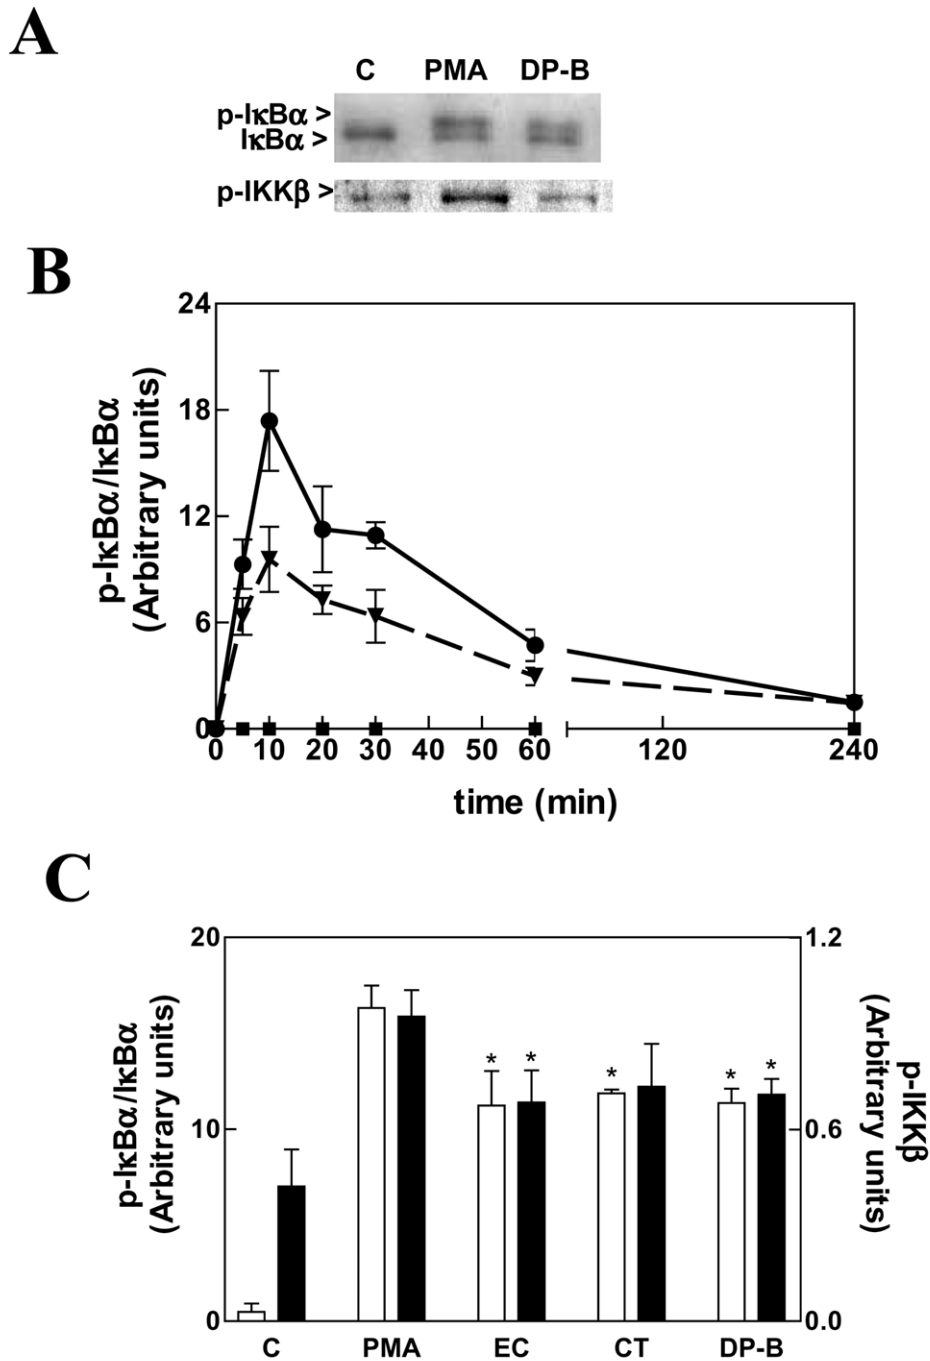 A
C PMA DP-B
p-IκBα >
IκBα >
p-IKKβ >
B
24
18
12
6
0
p-IκBα/IκBα
(Arbitrary units)
0 10 20 30 40 50 60 120 240
time (min)
C
20
10
0
p-IκBα/IκBα
(Arbitrary units)
1.2
0.6
0.0
p-IKKβ
(Arbitrary units)
* * * * *
C PMA EC CT DP-B